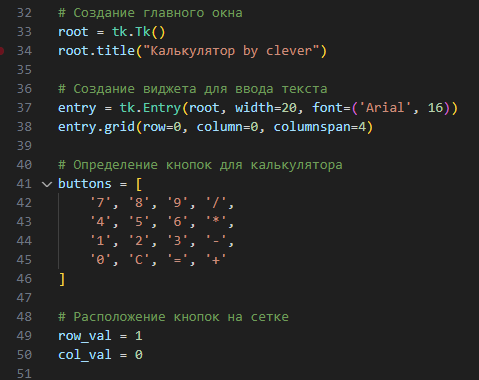 32 # Создание главного окна
33 root = tk.Tk()
34 root.title("Калькулятор by clever")
35
36 # Создание виджета для ввода текста
37 entry = tk.Entry(root, width=20, font=('Arial', 16))
38 entry.grid(row=0, column=0, columnspan=4)
39
40 # Определение кнопок для калькулятора
41 buttons = [
42     '7', '8', '9', '/',
43     '4', '5', '6', '*',
44     '1', '2', '3', '-',
45     '0', 'C', '=', '+'
46 ]
47
48 # Расположение кнопок на сетке
49 row_val = 1
50 col_val = 0
51